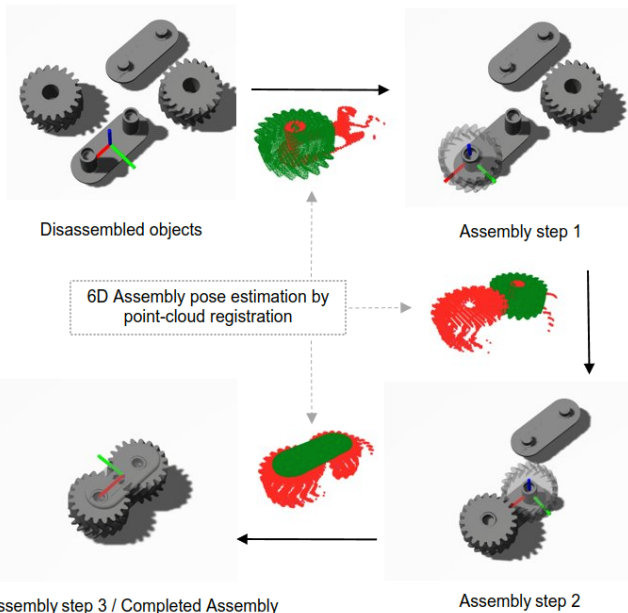 Disassembled objects
Assembly step 1
6D Assembly pose estimation by
point-cloud registration
Assembly step 3 / Completed Assembly
Assembly step 2